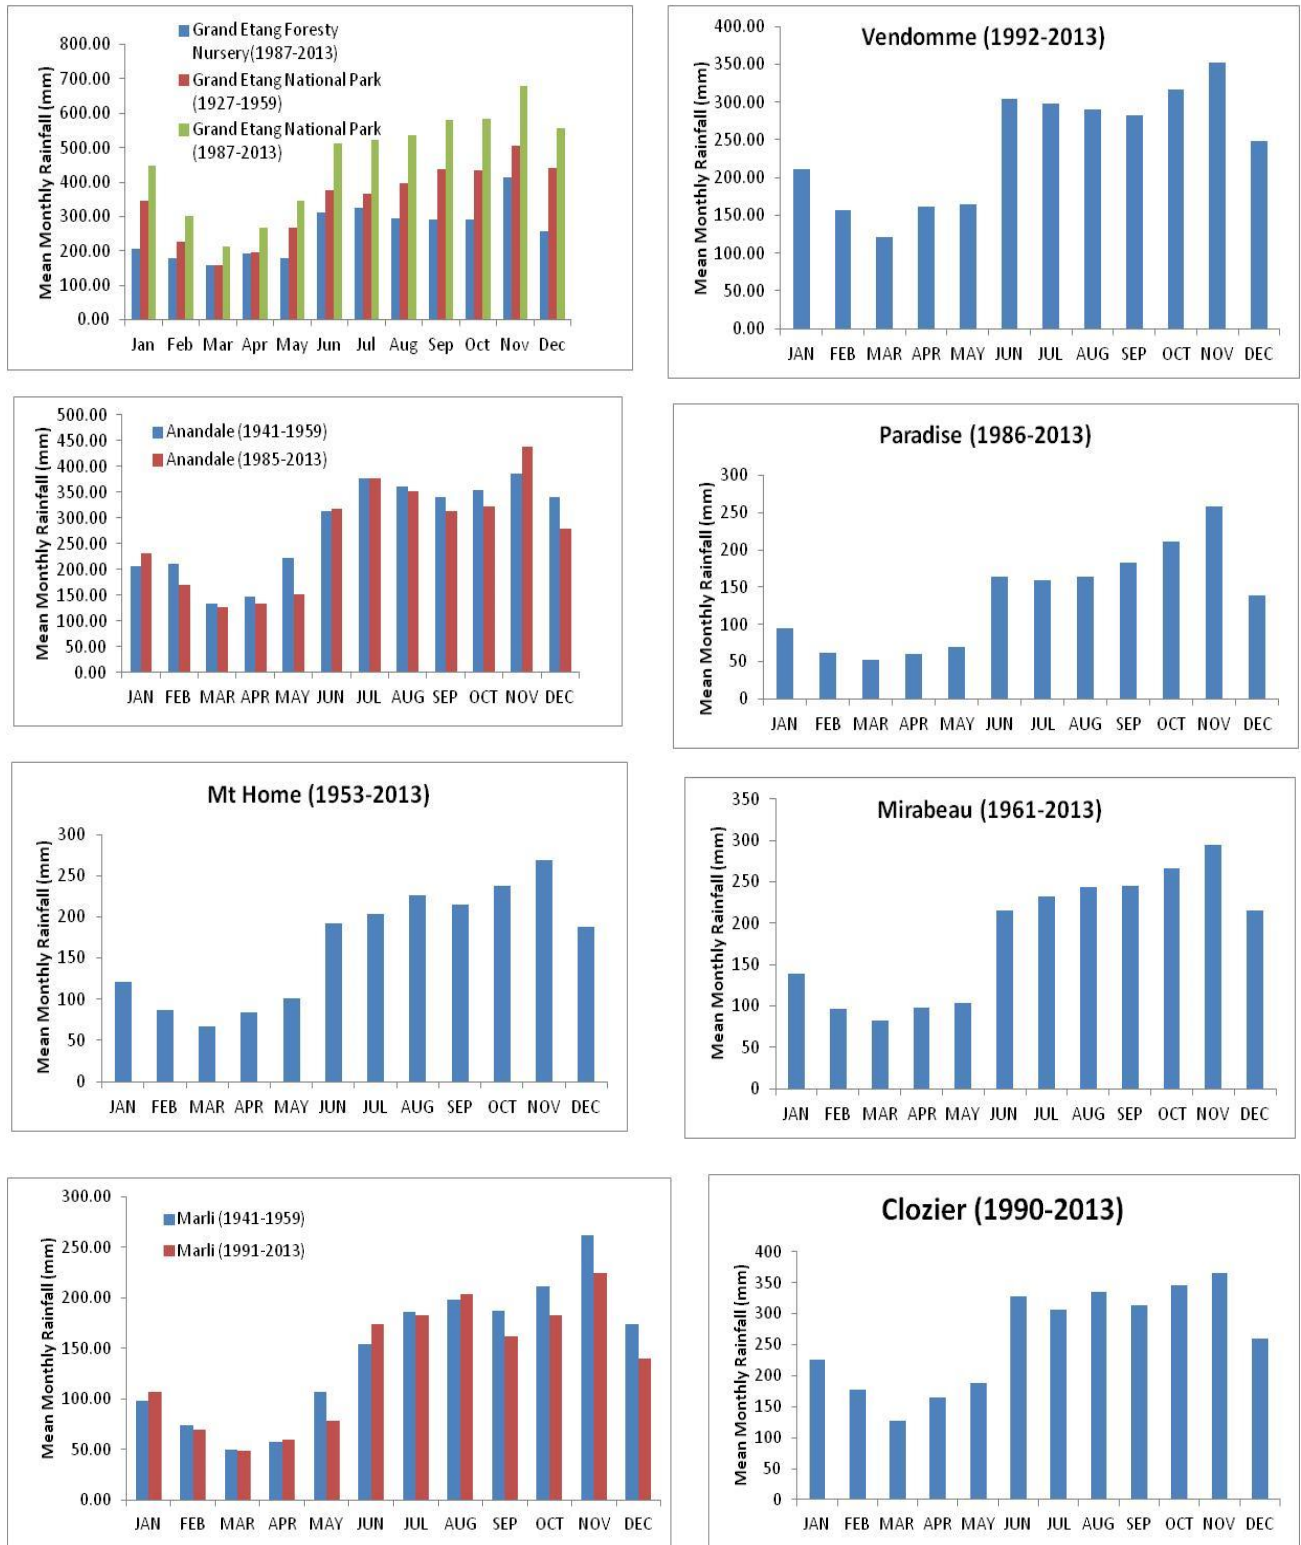 Grand Etang Foresty
Nursery(1987-2013)
Grand Etang National Park
(1927-1959)
Grand Etang National Park
(1987-2013)
Mean Monthly Rainfall (mm)
800.00
700.00
600.00
500.00
400.00
300.00
200.00
100.00
0.00
Jan Feb Mar Apr May Jun Jul Aug Sep Oct Nov Dec
Vendomme (1992-2013)
Mean Monthly Rainfall (mm)
400.00
350.00
300.00
250.00
200.00
150.00
100.00
50.00
0.00
JAN FEB MAR APR MAY JUN JUL AUG SEP OCT NOV DEC
Anandale (1941-1959)
Anandale (1985-2013)
Mean Monthly Rainfall (mm)
500.00
450.00
400.00
350.00
300.00
250.00
200.00
150.00
100.00
50.00
0.00
JAN FEB MAR APR MAY JUN JUL AUG SEP OCT NOV DEC
Paradise (1986-2013)
Mean Monthly Rainfall (mm)
300
250
200
150
100
50
0
JAN FEB MAR APR MAY JUN JUL AUG SEP OCT NOV DEC
Mt Home (1953-2013)
Mean Monthly Rainfall (mm)
300
250
200
150
100
50
0
JAN FEB MAR APR MAY JUN JUL AUG SEP OCT NOV DEC
Mirabeau (1961-2013)
Mean Monthly Rainfall (mm)
350
300
250
200
150
100
50
0
JAN FEB MAR APR MAY JUN JUL AUG SEP OCT NOV DEC
Marli (1941-1959)
Marli (1991-2013)
Mean Monthly Rainfall (mm)
300.00
250.00
200.00
150.00
100.00
50.00
0.00
JAN FEB MAR APR MAY JUN JUL AUG SEP OCT NOV DEC
Clozier (1990-2013)
Mean Monthly Rainfall (mm)
400
350
300
250
200
150
100
50
0
JAN FEB MAR APR MAY JUN JUL AUG SEP OCT NOV DEC